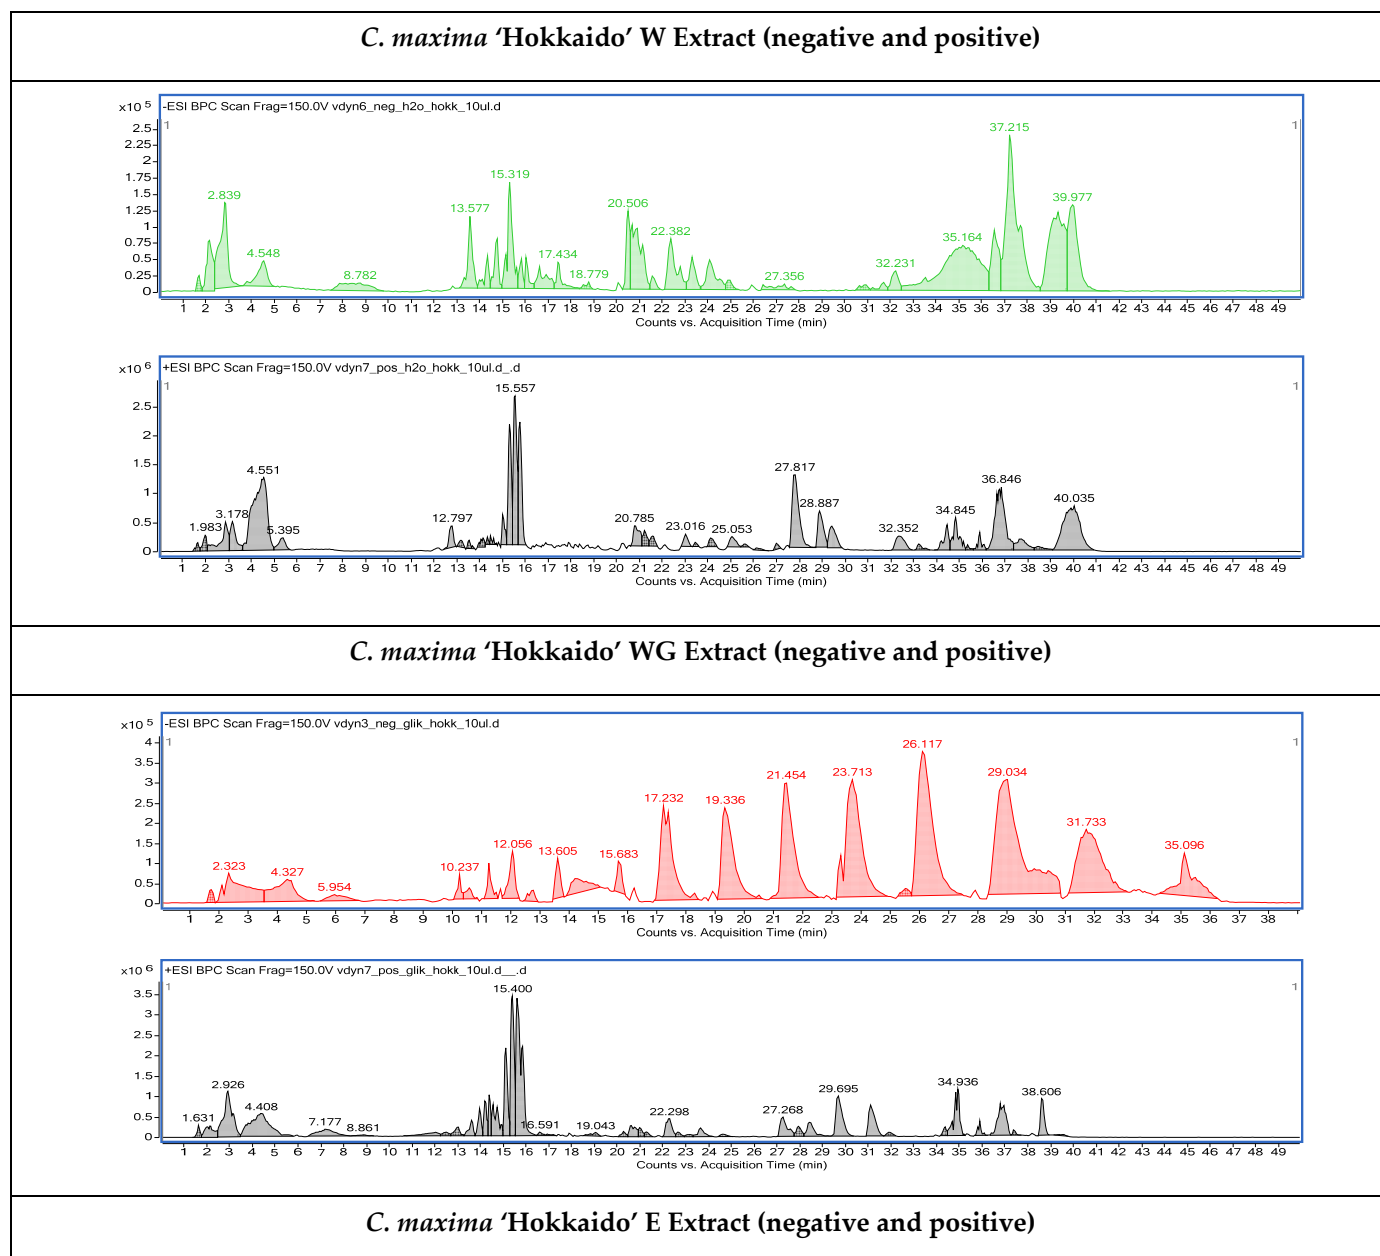 C. maxima ‘Hokkaido’ W Extract (negative and positive)
x10 5 -ESI BPC Scan Frag=150.0V vdyn6_neg_h2o_hokk_10ul.d
1 1
2.5
2.25
2
1.75
1.5
1.25
1
0.75
0.5
0.25
0
2.839 4.548 8.782 13.577 15.319 17.434 18.779 20.506 22.382 27.356 32.231 35.164 37.215 39.977
1 2 3 4 5 6 7 8 9 10 11 12 13 14 15 16 17 18 19 20 21 22 23 24 25 26 27 28 29 30 31 32 33 34 35 36 37 38 39 40 41 42 43 44 45 46 47 48 49
Counts vs. Acquisition Time (min)
x10 6 +ESI BPC Scan Frag=150.0V vdyn7_pos_h2o_hokk_10ul.d_.d
1 1
2.5
2
1.5
1
0.5
0
1.983 3.178 4.551 5.395 12.797 15.557 20.785 23.016 25.053 27.817 28.887 32.352 34.845 36.846 40.035
1 2 3 4 5 6 7 8 9 10 11 12 13 14 15 16 17 18 19 20 21 22 23 24 25 26 27 28 29 30 31 32 33 34 35 36 37 38 39 40 41 42 43 44 45 46 47 48 49
Counts vs. Acquisition Time (min)
C. maxima ‘Hokkaido’ WG Extract (negative and positive)
x10 5 -ESI BPC Scan Frag=150.0V vdyn3_neg_glik_hokk_10ul.d
1 1
4
3.5
3
2.5
2
1.5
1
0.5
0
2.323 4.327 5.954 10.237 12.056 13.605 15.683 17.232 19.336 21.454 23.713 26.117 29.034 31.733 35.096
1 2 3 4 5 6 7 8 9 10 11 12 13 14 15 16 17 18 19 20 21 22 23 24 25 26 27 28 29 30 31 32 33 34 35 36 37 38
Counts vs. Acquisition Time (min)
x10 6 +ESI BPC Scan Frag=150.0V vdyn7_pos_glik_hokk_10ul.d__.d
1 1
3.5
3
2.5
2
1.5
1
0.5
0
1.631 2.926 4.408 7.177 8.861 15.400 16.591 19.043 22.298 27.268 29.695 34.936 38.606
1 2 3 4 5 6 7 8 9 10 11 12 13 14 15 16 17 18 19 20 21 22 23 24 25 26 27 28 29 30 31 32 33 34 35 36 37 38 39 40 41 42 43 44 45 46 47 48 49
Counts vs. Acquisition Time (min)
C. maxima ‘Hokkaido’ E Extract (negative and positive)